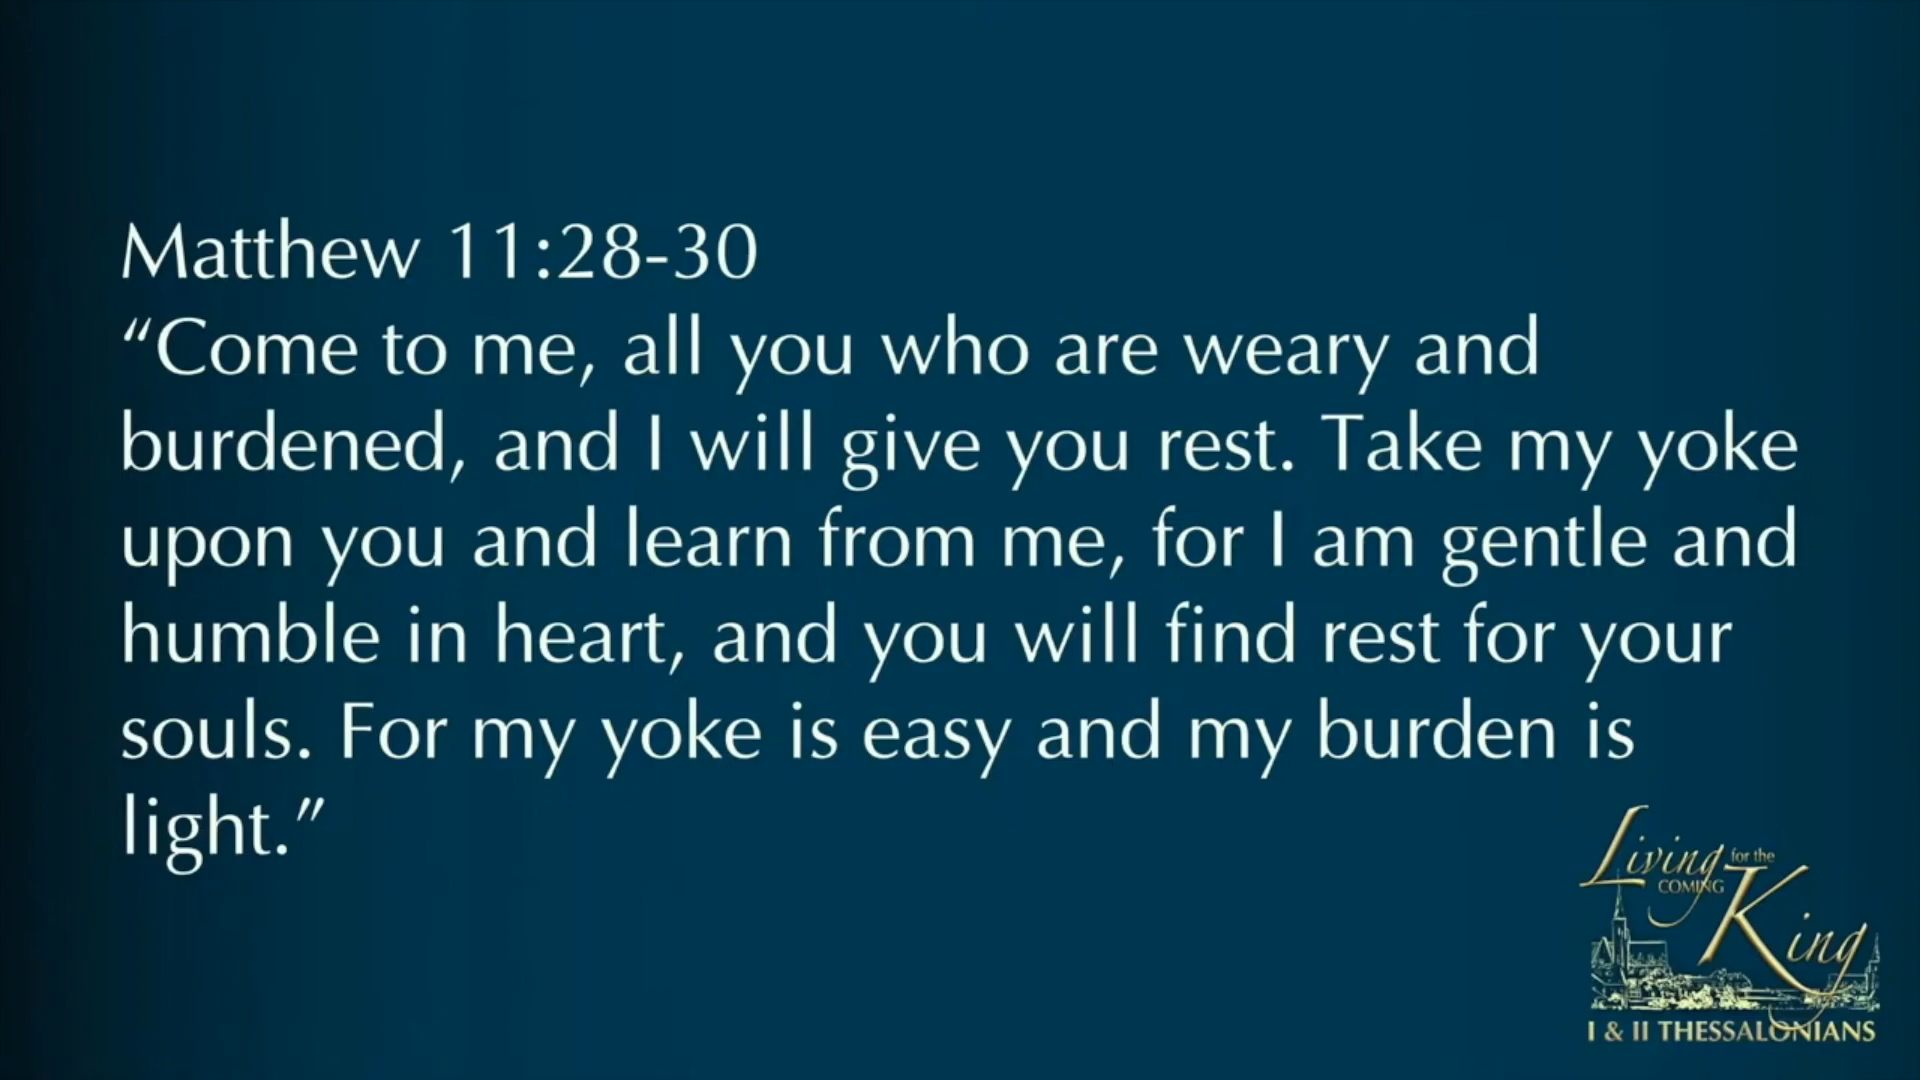 Matthew 11:28-30
“Come to me, all you who are weary and
burdened, and I will give you rest. Take my yoke
upon you and learn from me, for I am gentle and
humble in heart, and you will find rest for your
souls. For my yoke is easy and my burden is
light.”
Living for the
COMING
King
I & II THESSALONIANS